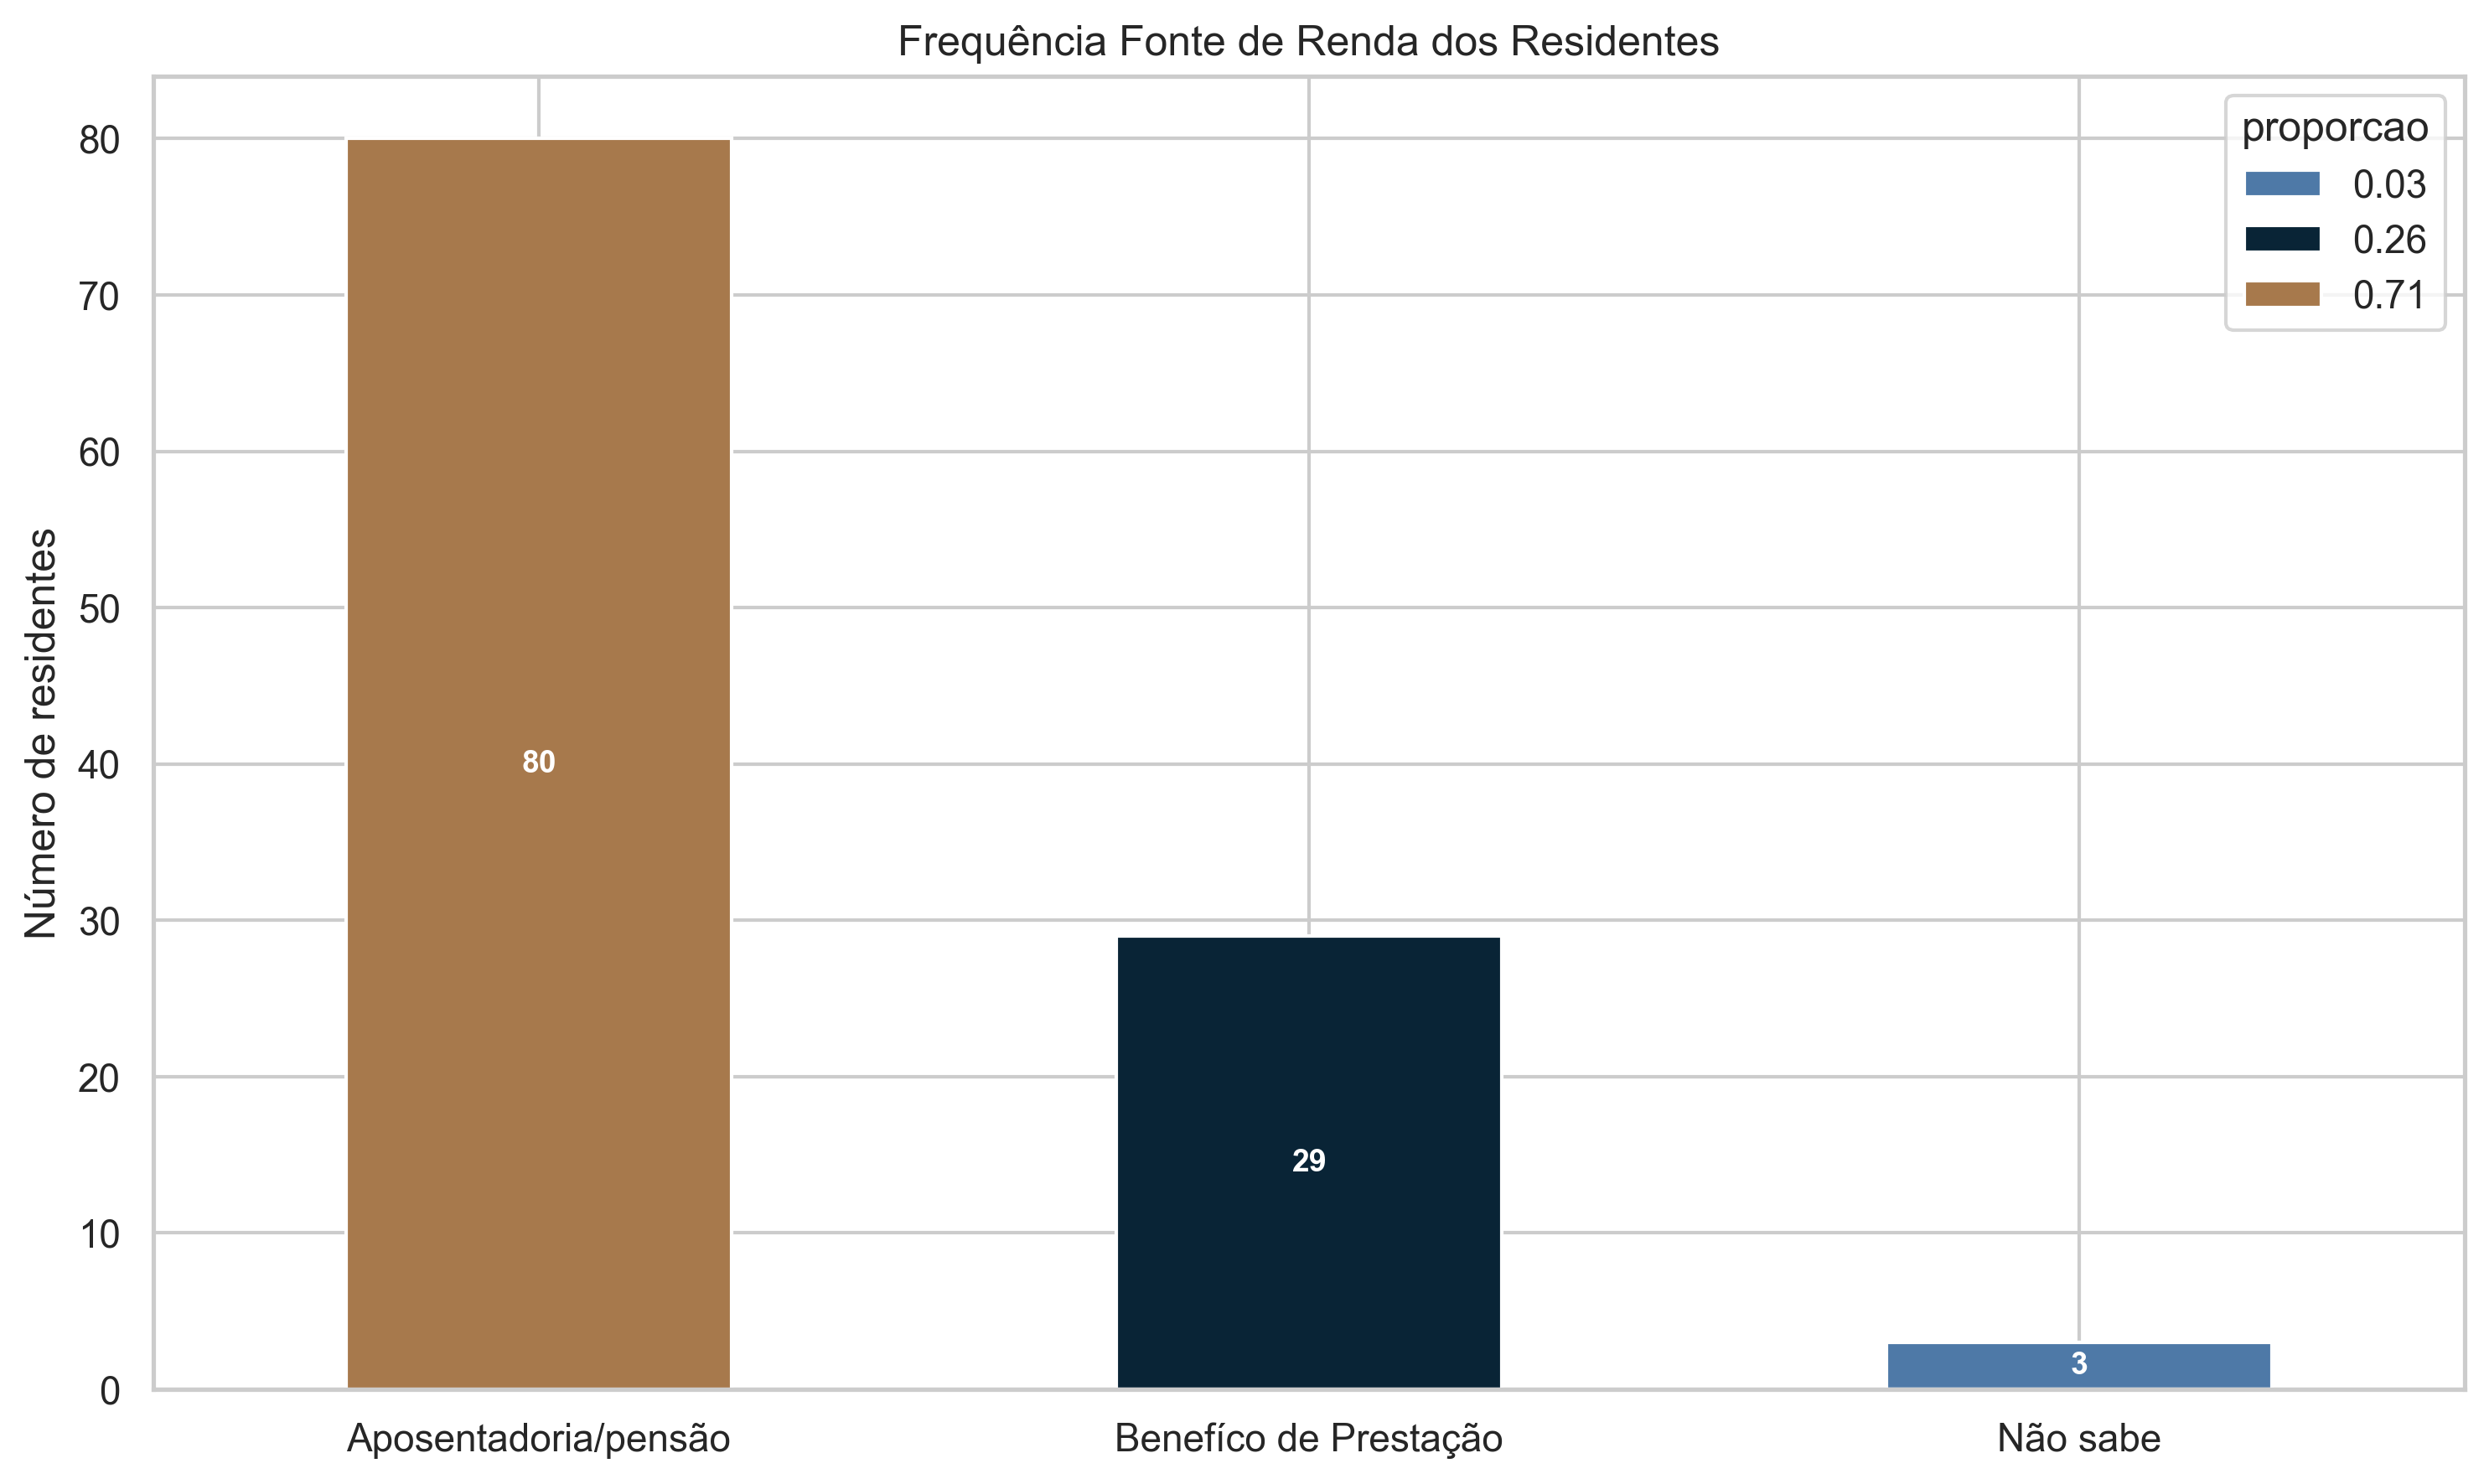 Frequência Fonte de Renda dos Residentes
proporcao
0.03
0.26
0.71
Número de residentes
80
70
60
50
40
30
20
10
0
80
29
3
Aposentadoria/pensão
Benefíco de Prestação
Não sabe